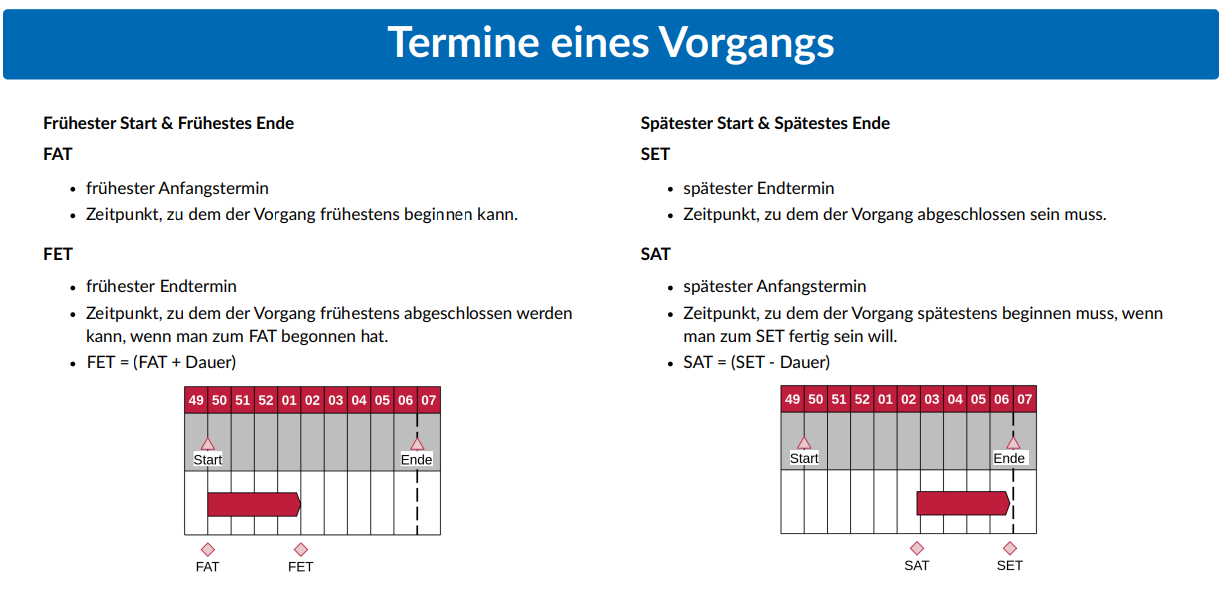 Termine eines Vorgangs
Frühester Start & Frühestes Ende
FAT
• frühester Anfangstermin
• Zeitpunkt, zu dem der Vorgang frühestens beginnen kann.
FET
• frühester Endtermin
• Zeitpunkt, zu dem der Vorgang frühestens abgeschlossen werden
kann, wenn man zum FAT begonnen hat.
• FET = (FAT + Dauer)
49 50 51 52 01 02 03 04 05 06 07
Start Ende
FAT FET
Spätester Start & Spätestes Ende
SET
• spätester Endtermin
• Zeitpunkt, zu dem der Vorgang abgeschlossen sein muss.
SAT
• spätester Anfangstermin
• Zeitpunkt, zu dem der Vorgang spätestens beginnen muss, wenn
man zum SET fertig sein will.
• SAT = (SET - Dauer)
49 50 51 52 01 02 03 04 05 06 07
Start Ende
SAT SET